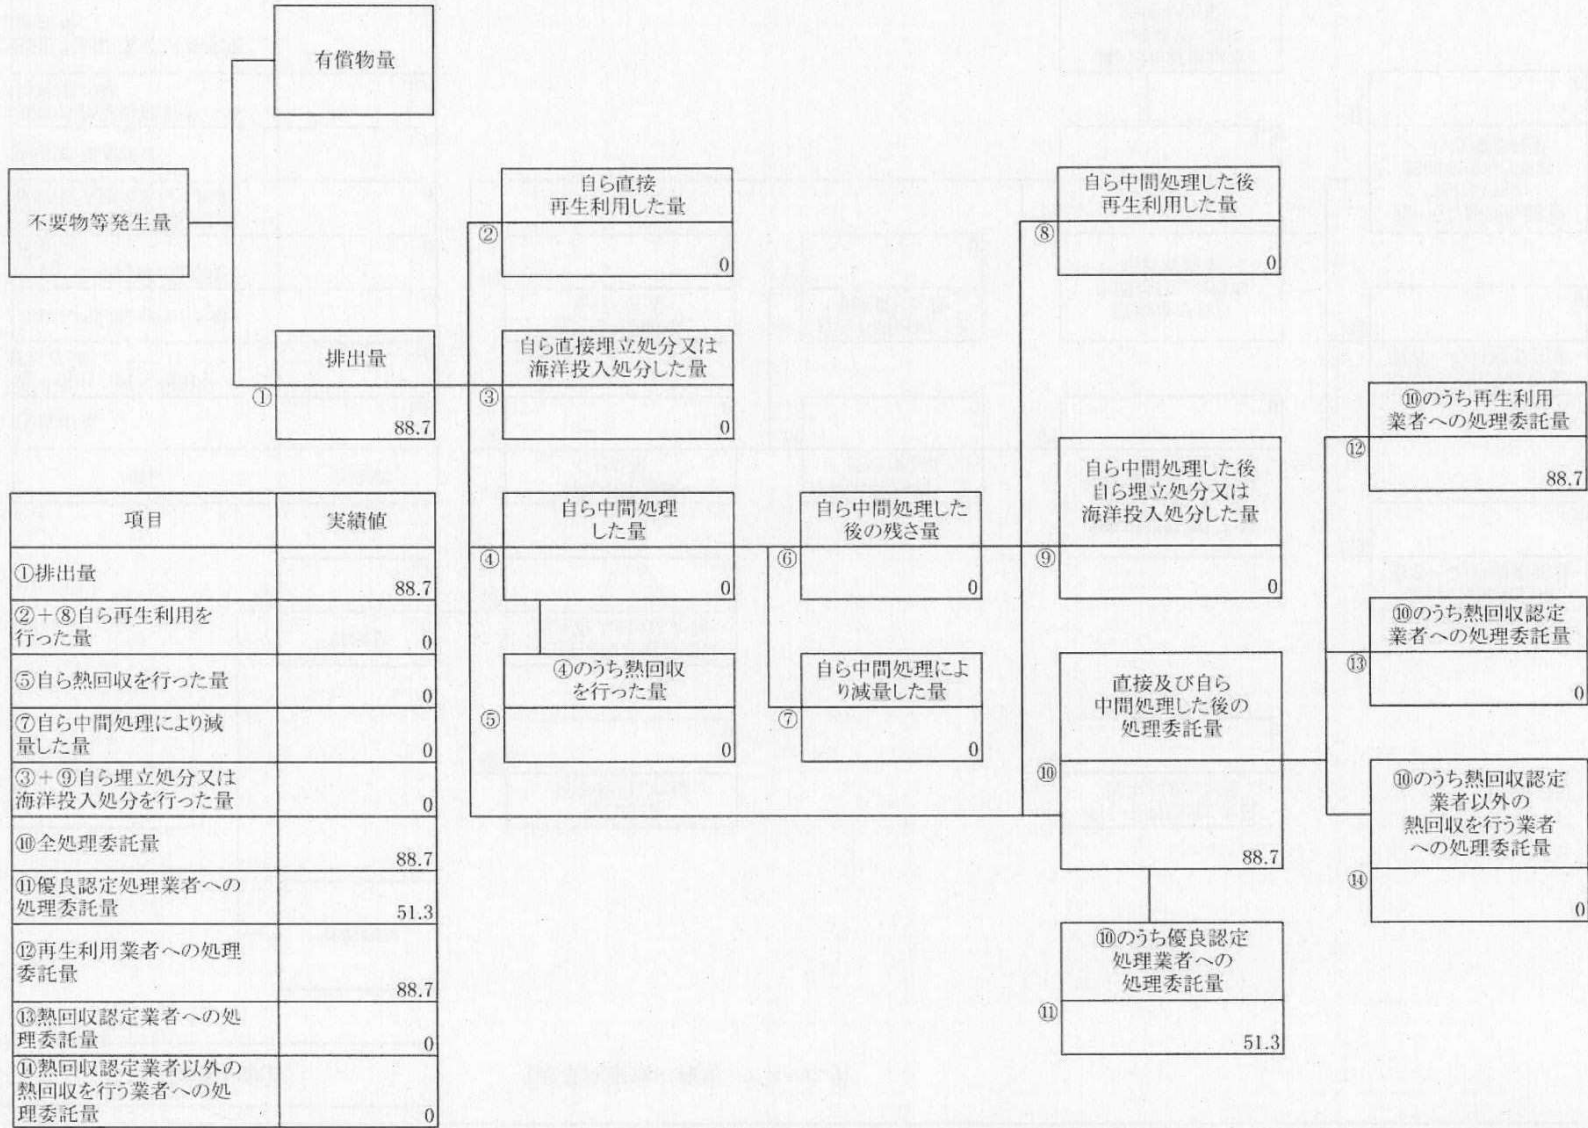 有償物量
不要物等発生量
排出量
①
88.7
自ら直接
再生利用した量
②
0
自ら直接埋立処分又は
海洋投入処分した量
③
0
自ら中間処理
した量
④
0
④のうち熱回収
を行った量
⑤
0
自ら中間処理した
後の残さ量
⑥
0
自ら中間処理によ
り減量した量
⑦
0
自ら中間処理した後
再生利用した量
⑧
0
自ら中間処理した後
自ら埋立処分又は
海洋投入処分した量
⑨
0
直接及び自ら
中間処理した後の
処理委託量
⑩
88.7
⑩のうち優良認定
処理業者への
処理委託量
⑪
51.3
⑩のうち再生利用
業者への処理委託量
⑫
88.7
⑩のうち熱回収認定
業者への処理委託量
⑬
0
⑩のうち熱回収認定
業者以外の
熱回収を行う業者
への処理委託量
⑭
0
項目 実績値
①排出量
88.7
②+⑧自ら再生利用を
行った量 0
⑤自ら熱回収を行った量
0
⑦自ら中間処理により減
量した量 0
③+⑨自ら埋立処分又は
海洋投入処分を行った量 0
⑩全処理委託量
88.7
⑪優良認定処理業者への
処理委託量 51.3
⑫再生利用業者への処理
委託量
88.7
⑬熱回収認定業者への処
理委託量 0
⑭熱回収認定業者以外の
熱回収を行う業者への処
理委託量 0